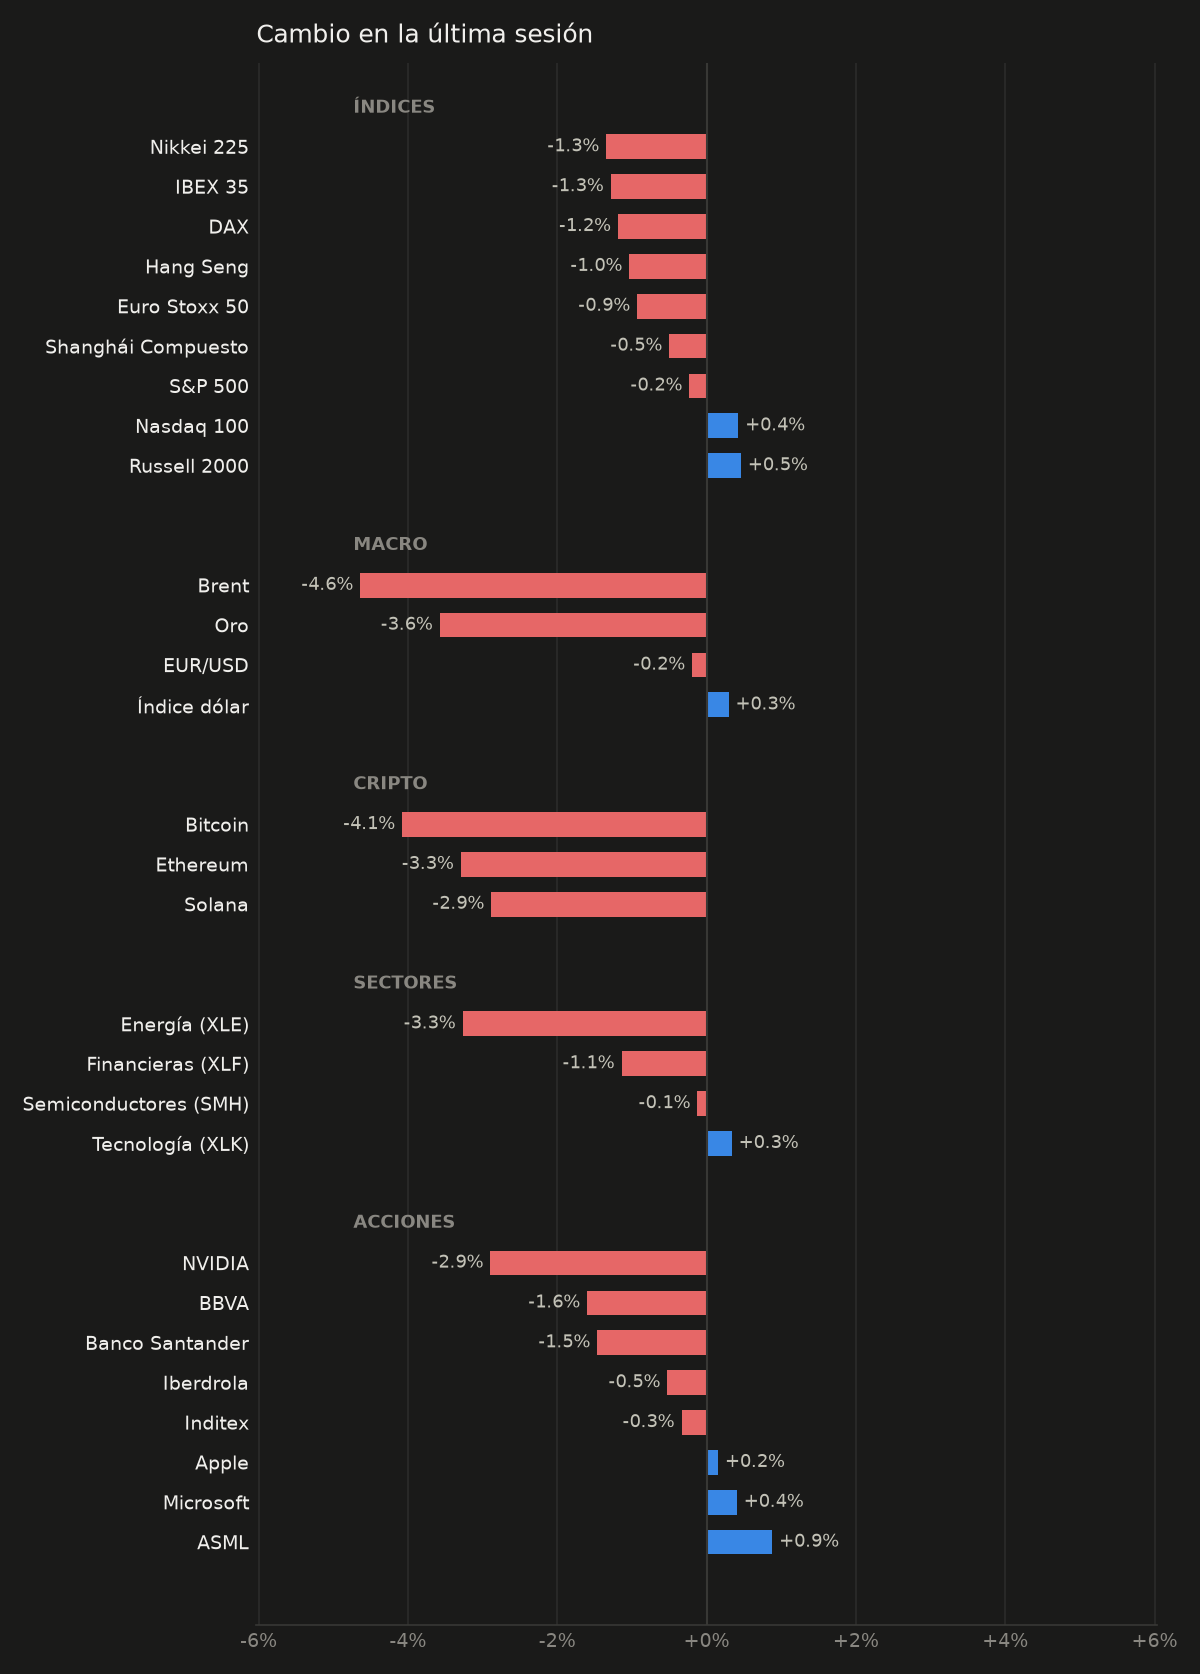 Cambio en la última sesión
ÍNDICES
Nikkei 225 -1.3%
IBEX 35 -1.3%
DAX -1.2%
Hang Seng -1.0%
Euro Stoxx 50 -0.9%
Shanghái Compuesto -0.5%
S&P 500 -0.2%
Nasdaq 100 +0.4%
Russell 2000 +0.5%
MACRO
Brent -4.6%
Oro -3.6%
EUR/USD -0.2%
Índice dólar +0.3%
CRIPTO
Bitcoin -4.1%
Ethereum -3.3%
Solana -2.9%
SECTORES
Energía (XLE) -3.3%
Financieras (XLF) -1.1%
Semiconductores (SMH) -0.1%
Tecnología (XLK) +0.3%
ACCIONES
NVIDIA -2.9%
BBVA -1.6%
Banco Santander -1.5%
Iberdrola -0.5%
Inditex -0.3%
Apple +0.2%
Microsoft +0.4%
ASML +0.9%
-6% -4% -2% +0% +2% +4% +6%